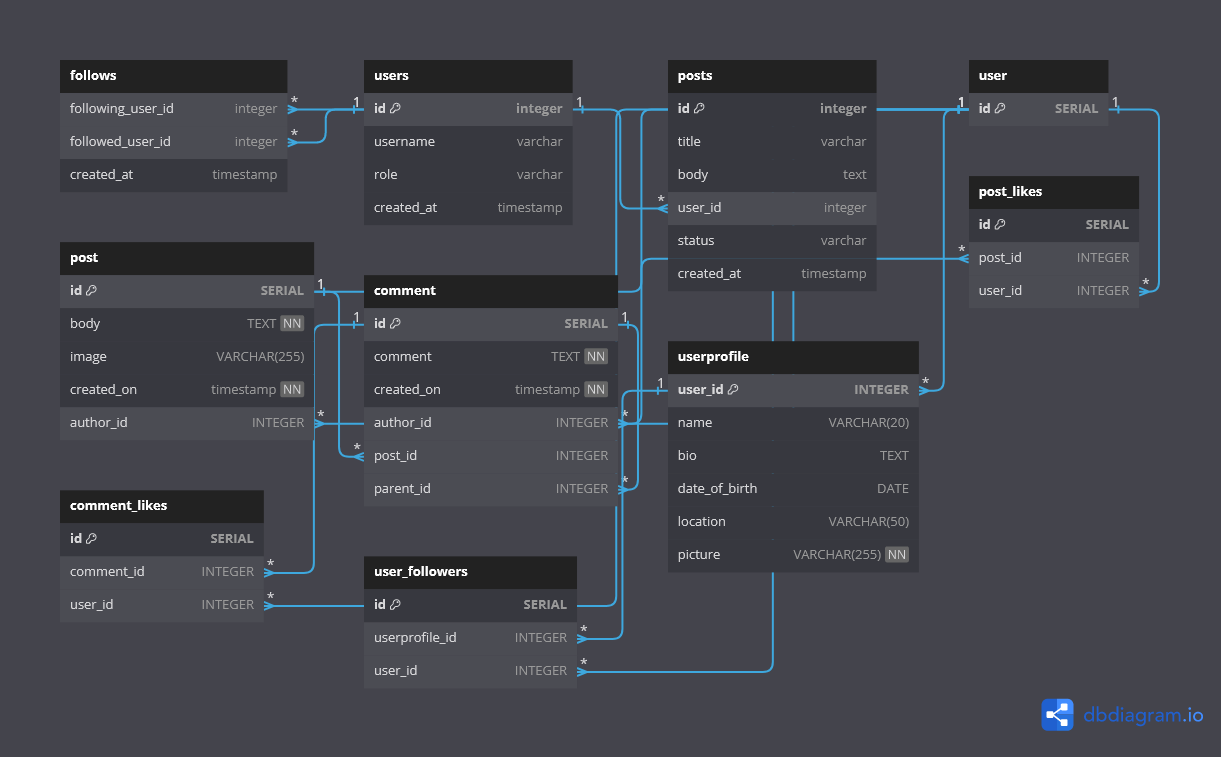 follows
following_user_id integer
followed_user_id integer
created_at timestamp
users
id integer
username varchar
role varchar
created_at timestamp
posts
id integer
title varchar
body text
user_id integer
status varchar
created_at timestamp
user
id SERIAL
post_likes
id SERIAL
post_id INTEGER
user_id INTEGER
post
id SERIAL
body TEXT NN
image VARCHAR(255)
created_on timestamp NN
author_id INTEGER
comment
id SERIAL
comment TEXT NN
created_on timestamp NN
author_id INTEGER
post_id INTEGER
parent_id INTEGER
userprofile
user_id INTEGER
name VARCHAR(20)
bio TEXT
date_of_birth DATE
location VARCHAR(50)
picture VARCHAR(255) NN
comment_likes
id SERIAL
comment_id INTEGER
user_id INTEGER
user_followers
id SERIAL
userprofile_id INTEGER
user_id INTEGER
* * 1 1 * 1 1 * * 1 1 1 * * * * 1 * * * * *
dbdiagram.io